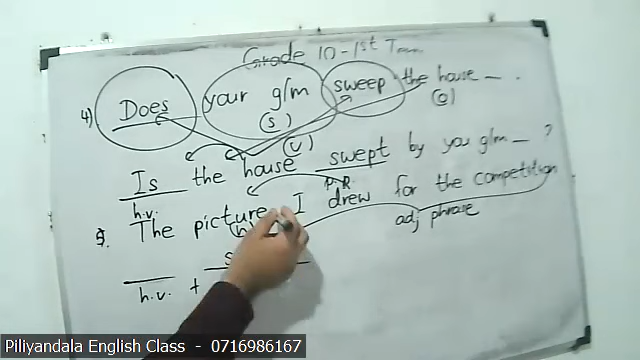 Grade 10 - 1st Term
4) Does your g/m sweep the house — .
(s) (v) (o)
Is the house swept by your g/m — ?
h.v. p.p.
5. The picture I drew for the competition
(h) adj phrase
h.v. + s
Piliyandala English Class - 0716986167